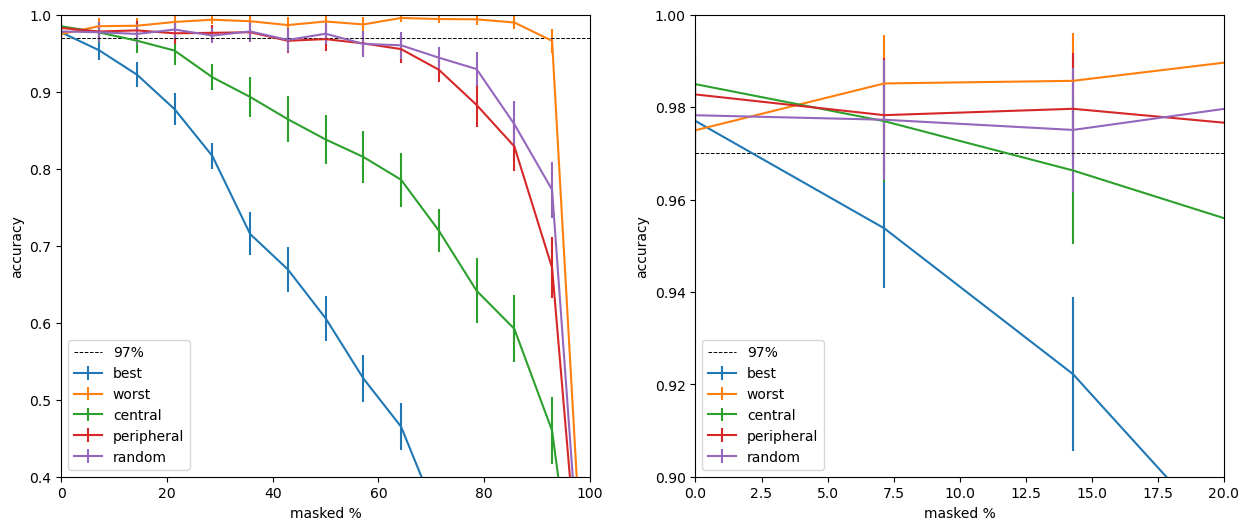 1.0
0.9
0.8
0.7
0.6
0.5
0.4
accuracy
0
20
40
60
80
100
masked %
97%
best
worst
central
peripheral
random
1.00
0.98
0.96
0.94
0.92
0.90
accuracy
0.0
2.5
5.0
7.5
10.0
12.5
15.0
17.5
20.0
masked %
97%
best
worst
central
peripheral
random